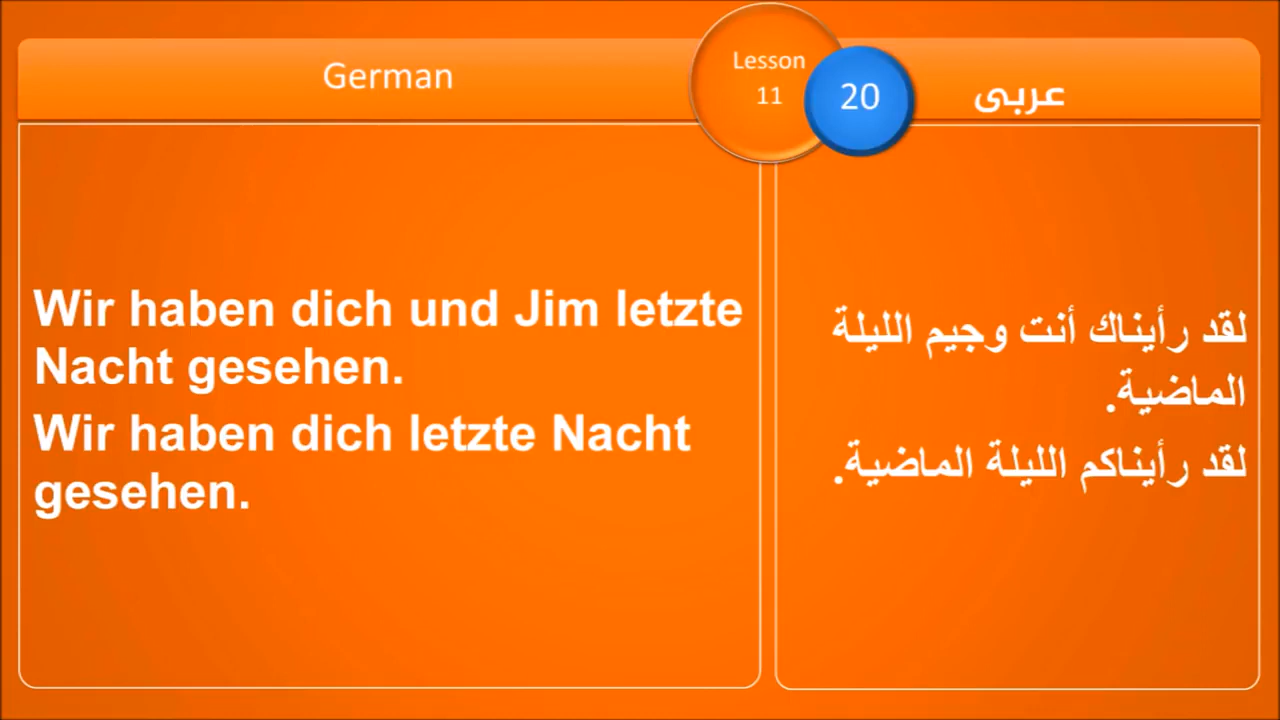 German
Lesson
11
20
عربى
Wir haben dich und Jim letzte
Nacht gesehen.
Wir haben dich letzte Nacht
gesehen.
لقد رأيناك أنت وجيم الليلة
الماضية.
لقد رأيناكم الليلة الماضية.